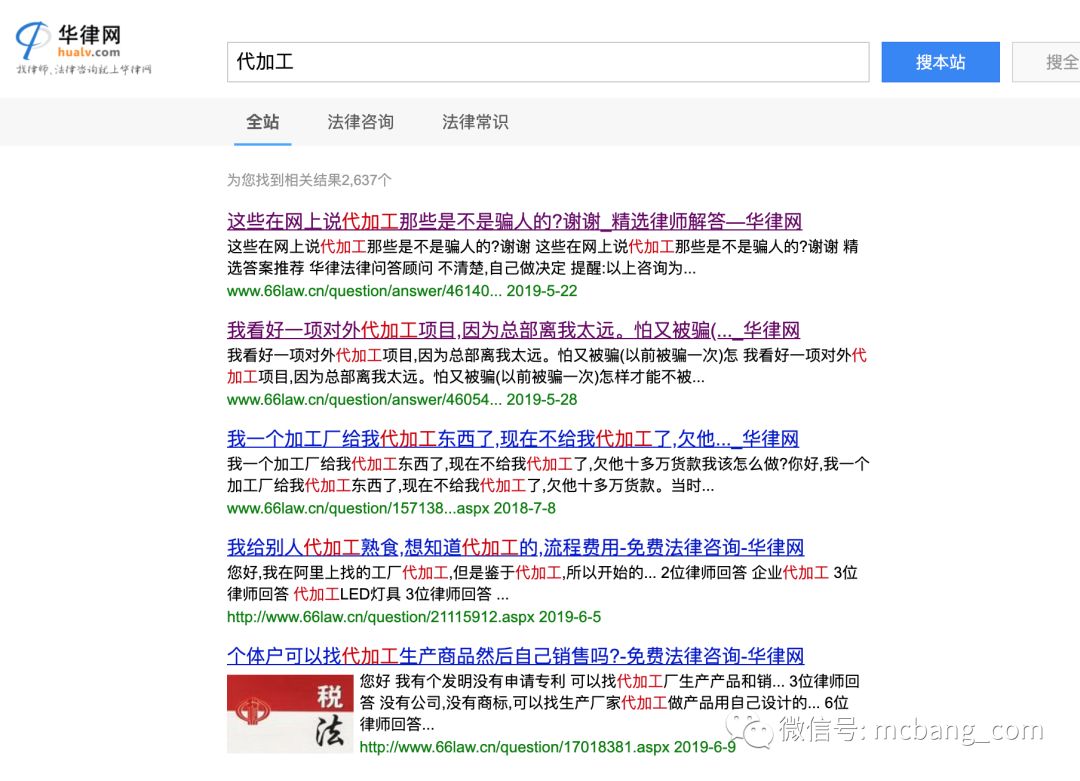 华律网
hualv.com
找律师、法律咨询就上华律网
代加工
搜本站
搜全
全站 法律咨询 法律常识
为您找到相关结果2,637个
这些在网上说代加工那些是不是骗人的?谢谢_精选律师解答—华律网
这些在网上说代加工那些是不是骗人的?谢谢 这些在网上说代加工那些是不是骗人的?谢谢 精
选答案推荐 华律法律问答顾问 不清楚,自己做决定 提醒:以上咨询为...
www.66law.cn/question/answer/46140... 2019-5-22
我看好一项对外代加工项目,因为总部离我太远。怕又被骗(..._华律网
我看好一项对外代加工项目,因为总部离我太远。怕又被骗(以前被骗一次)怎 我看好一项对外代
加工项目,因为总部离我太远。怕又被骗(以前被骗一次)怎样才能不被...
www.66law.cn/question/answer/46054... 2019-5-28
我一个加工厂给我代加工东西了,现在不给我代加工了,欠他..._华律网
我一个加工厂给我代加工东西了,现在不给我代加工了,欠他十多万货款我该怎么做?你好,我一个
加工厂给我代加工东西了,现在不给我代加工了,欠他十多万货款。当时...
www.66law.cn/question/157138...aspx 2018-7-8
我给别人代加工熟食,想知道代加工的,流程费用-免费法律咨询-华律网
您好,我在阿里上找的工厂代加工,但是鉴于代加工,所以开始的... 2位律师回答 企业代加工 3位
律师回答 代加工LED灯具 3位律师回答 ...
http://www.66law.cn/question/21115912.aspx 2019-6-5
个体户可以找代加工生产商品然后自己销售吗?-免费法律咨询-华律网
税法
您好 我有个发明没有申请专利 可以找代加工厂生产产品和销... 3位律师回
答 没有公司,没有商标,可以找生产厂家代加工做产品用自己设计的... 6位
律师回答...
http://www.66law.cn/question/17018381.aspx 2019-6-9
微信号: mcbang_com